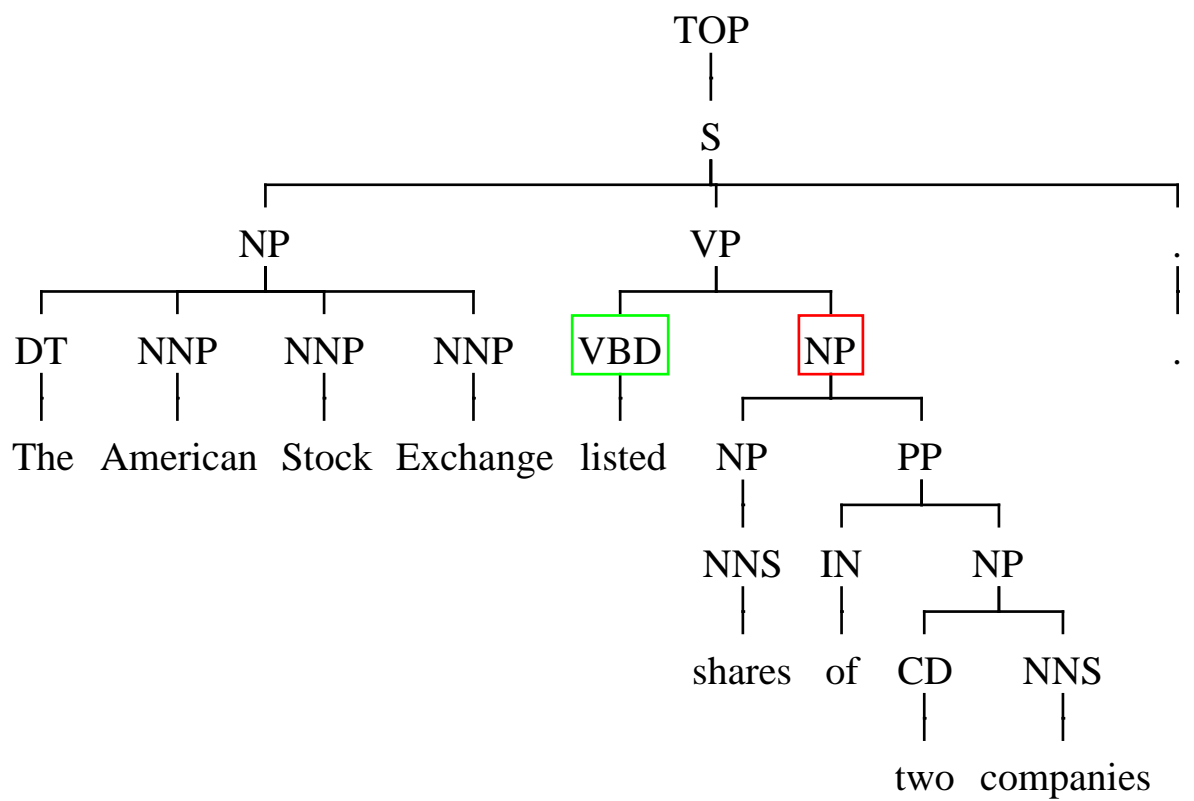 TOP
S
NP VP .
DT NNP NNP NNP VBD NP .
The American Stock Exchange listed NP PP
NNS IN NP
shares of CD NNS
two companies